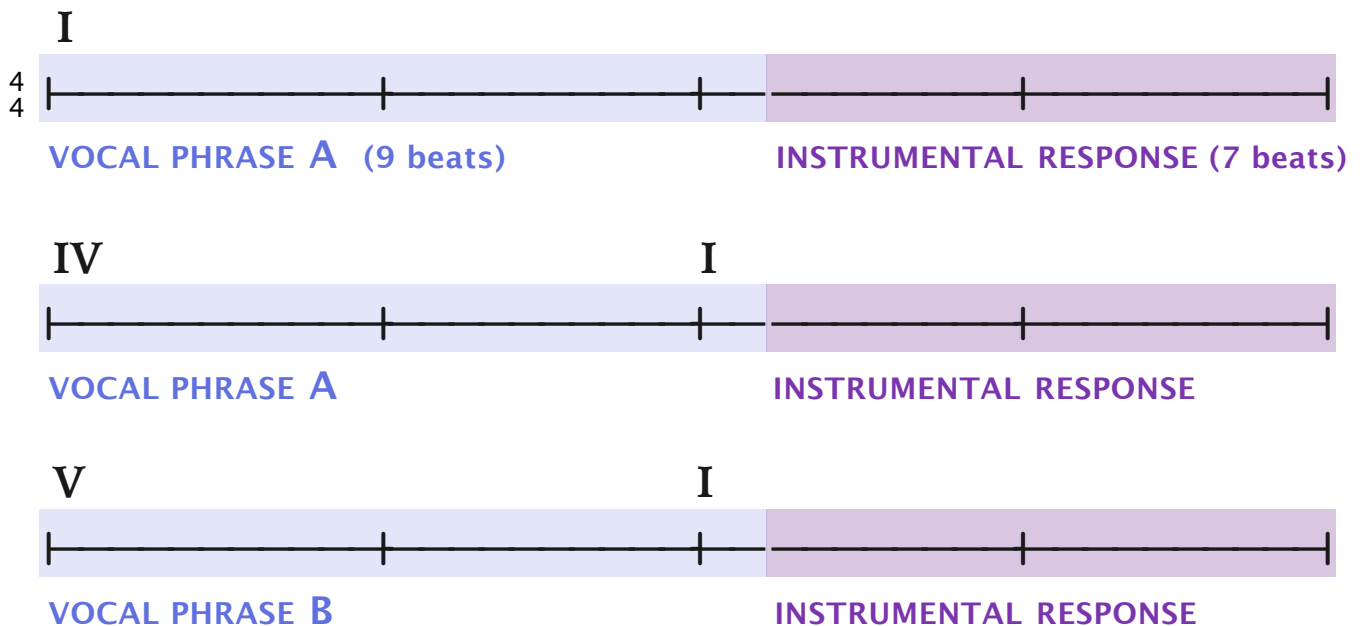 I
4
4
VOCAL PHRASE A (9 beats) INSTRUMENTAL RESPONSE (7 beats)
IV I
VOCAL PHRASE A INSTRUMENTAL RESPONSE
V I
VOCAL PHRASE B INSTRUMENTAL RESPONSE